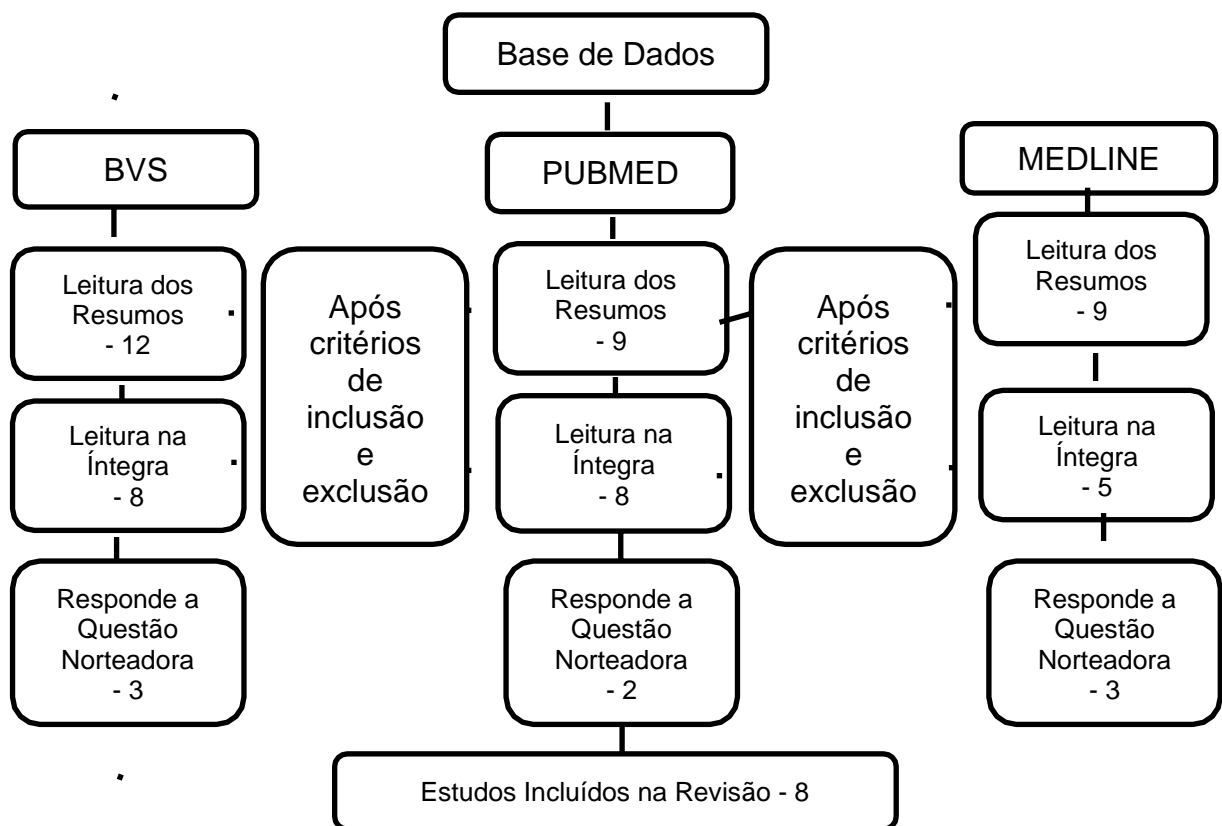 Base de Dados
BVS
PUBMED
MEDLINE
Leitura dos
Resumos
- 12
Após
critérios
de
inclusão
e
exclusão
Leitura dos
Resumos
- 9
Após
critérios
de
inclusão
e
exclusão
Leitura dos
Resumos
- 9
Leitura na
Íntegra
- 8
Leitura na
Íntegra
- 8
Leitura na
Íntegra
- 5
Responde a
Questão
Norteadora
- 3
Responde a
Questão
Norteadora
- 2
Responde a
Questão
Norteadora
- 3
Estudos Incluídos na Revisão - 8